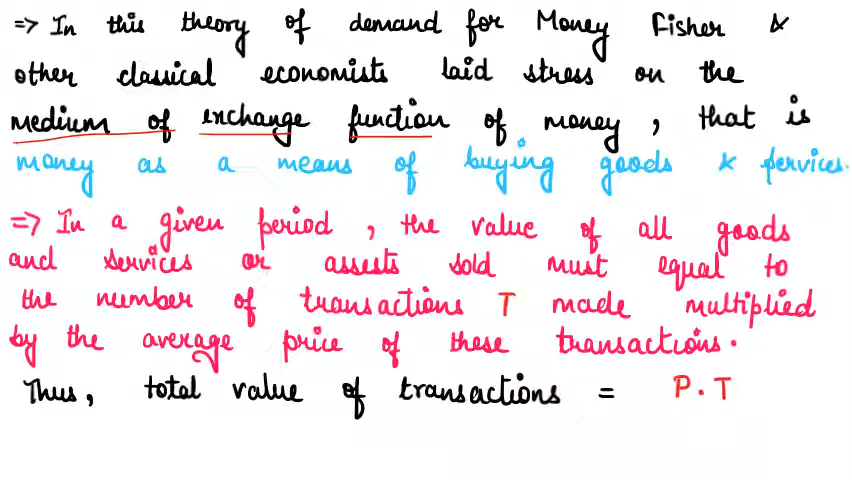 => In this theory of demand for Money Fisher &
other classical economists laid stress on the
medium of exchange function of money, that is
money as a means of buying goods & services.
=> In a given period, the value of all goods
and services or assests sold must equal to
the number of transactions T made multiplied
by the average price of these transactions.
Thus, total value of transactions = P.T